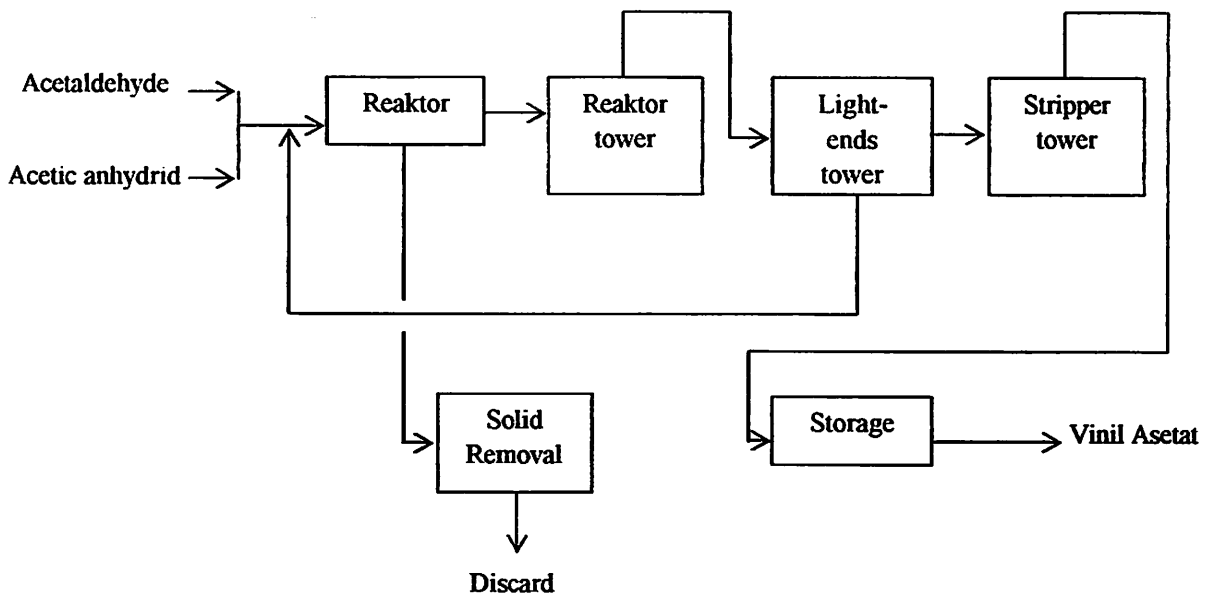 Acetaldehyde
Acetic anhydrid
Reaktor
Reaktor
tower
Light-
ends
tower
Stripper
tower
Solid
Removal
Storage
Vinil Asetat
Discard